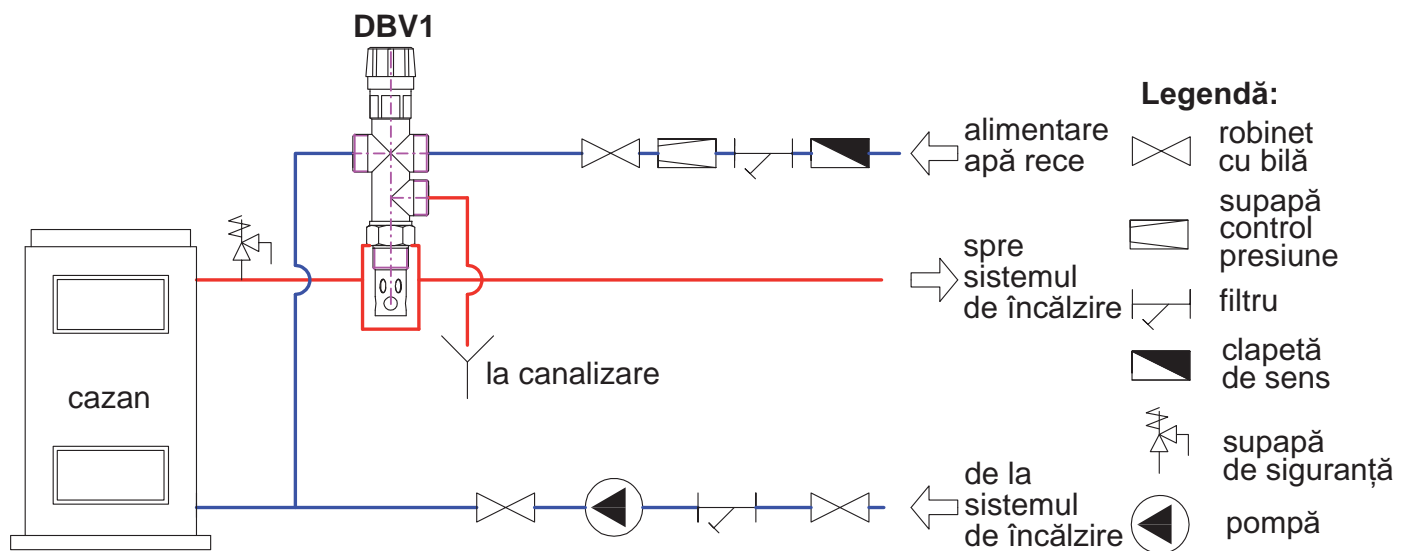 DBV1
alimentare
apă rece
spre
sistemul
de încălzire
la canalizare
cazan
de la
sistemul
de încălzire
Legendă:
robinet
cu bilă
supapă
control
presiune
filtru
clapetă
de sens
supapă
de siguranță
pompă